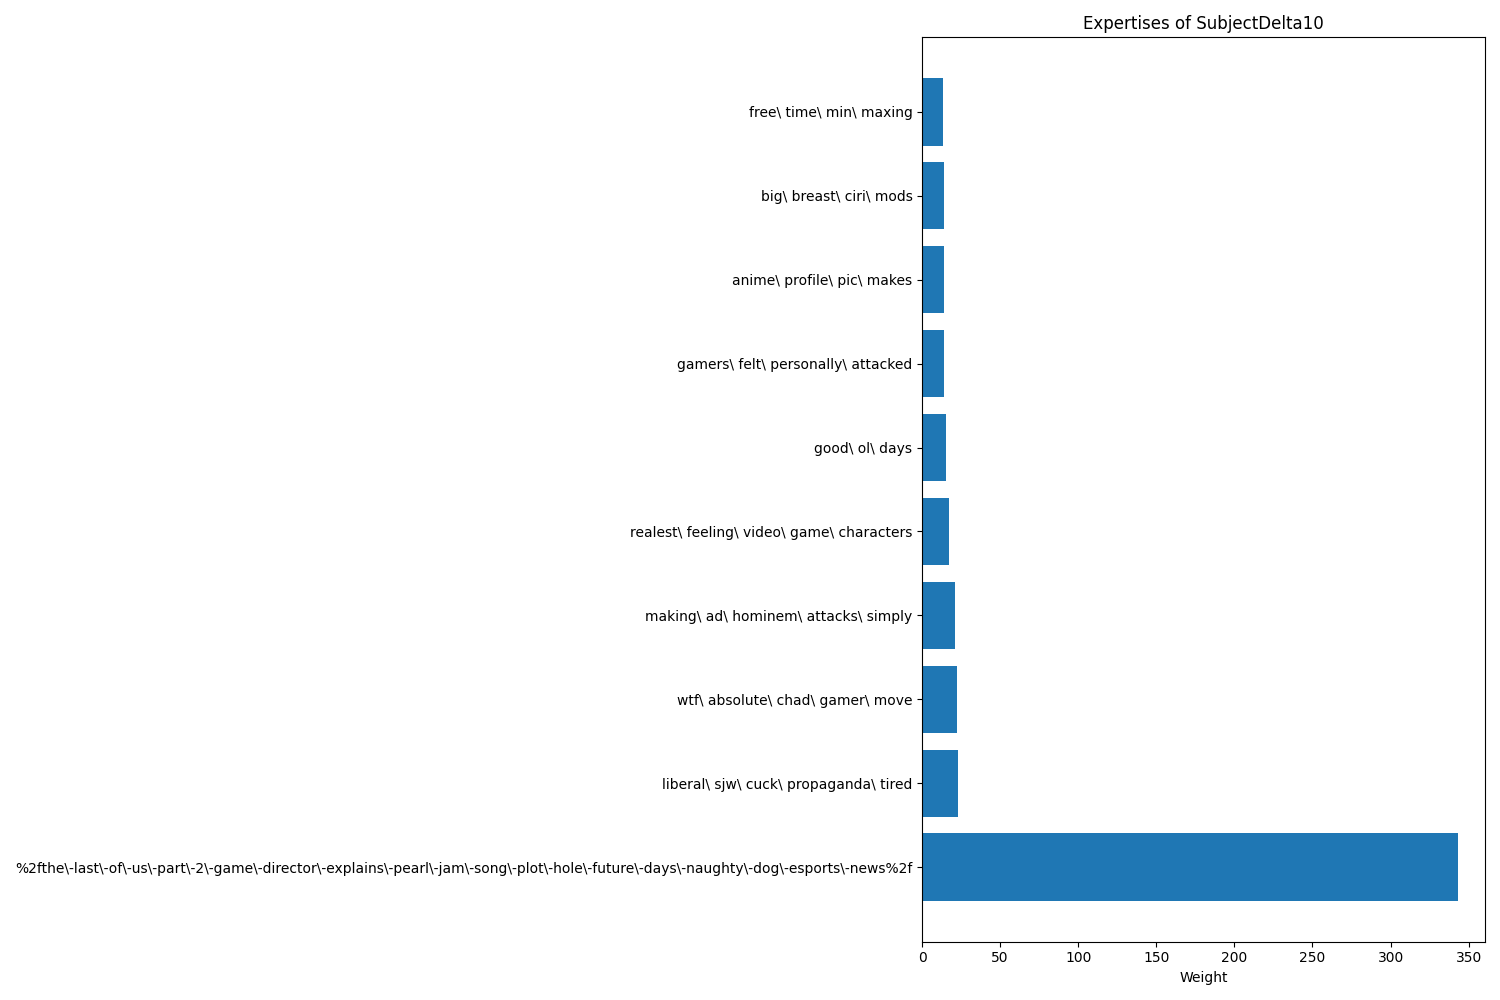 Expertises of SubjectDelta10
free\ time\ min\ maxing
big\ breast\ ciri\ mods
anime\ profile\ pic\ makes
gamers\ felt\ personally\ attacked
good\ ol\ days
realest\ feeling\ video\ game\ characters
making\ ad\ hominem\ attacks\ simply
wtf\ absolute\ chad\ gamer\ move
liberal\ sjw\ cuck\ propaganda\ tired
%2fthe\-last\-of\-us\-part\-2\-game\-director\-explains\-pearl\-jam\-song\-plot\-hole\-future\-days\-naughty\-dog\-esports\-news%2f
0 50 100 150 200 250 300 350
Weight